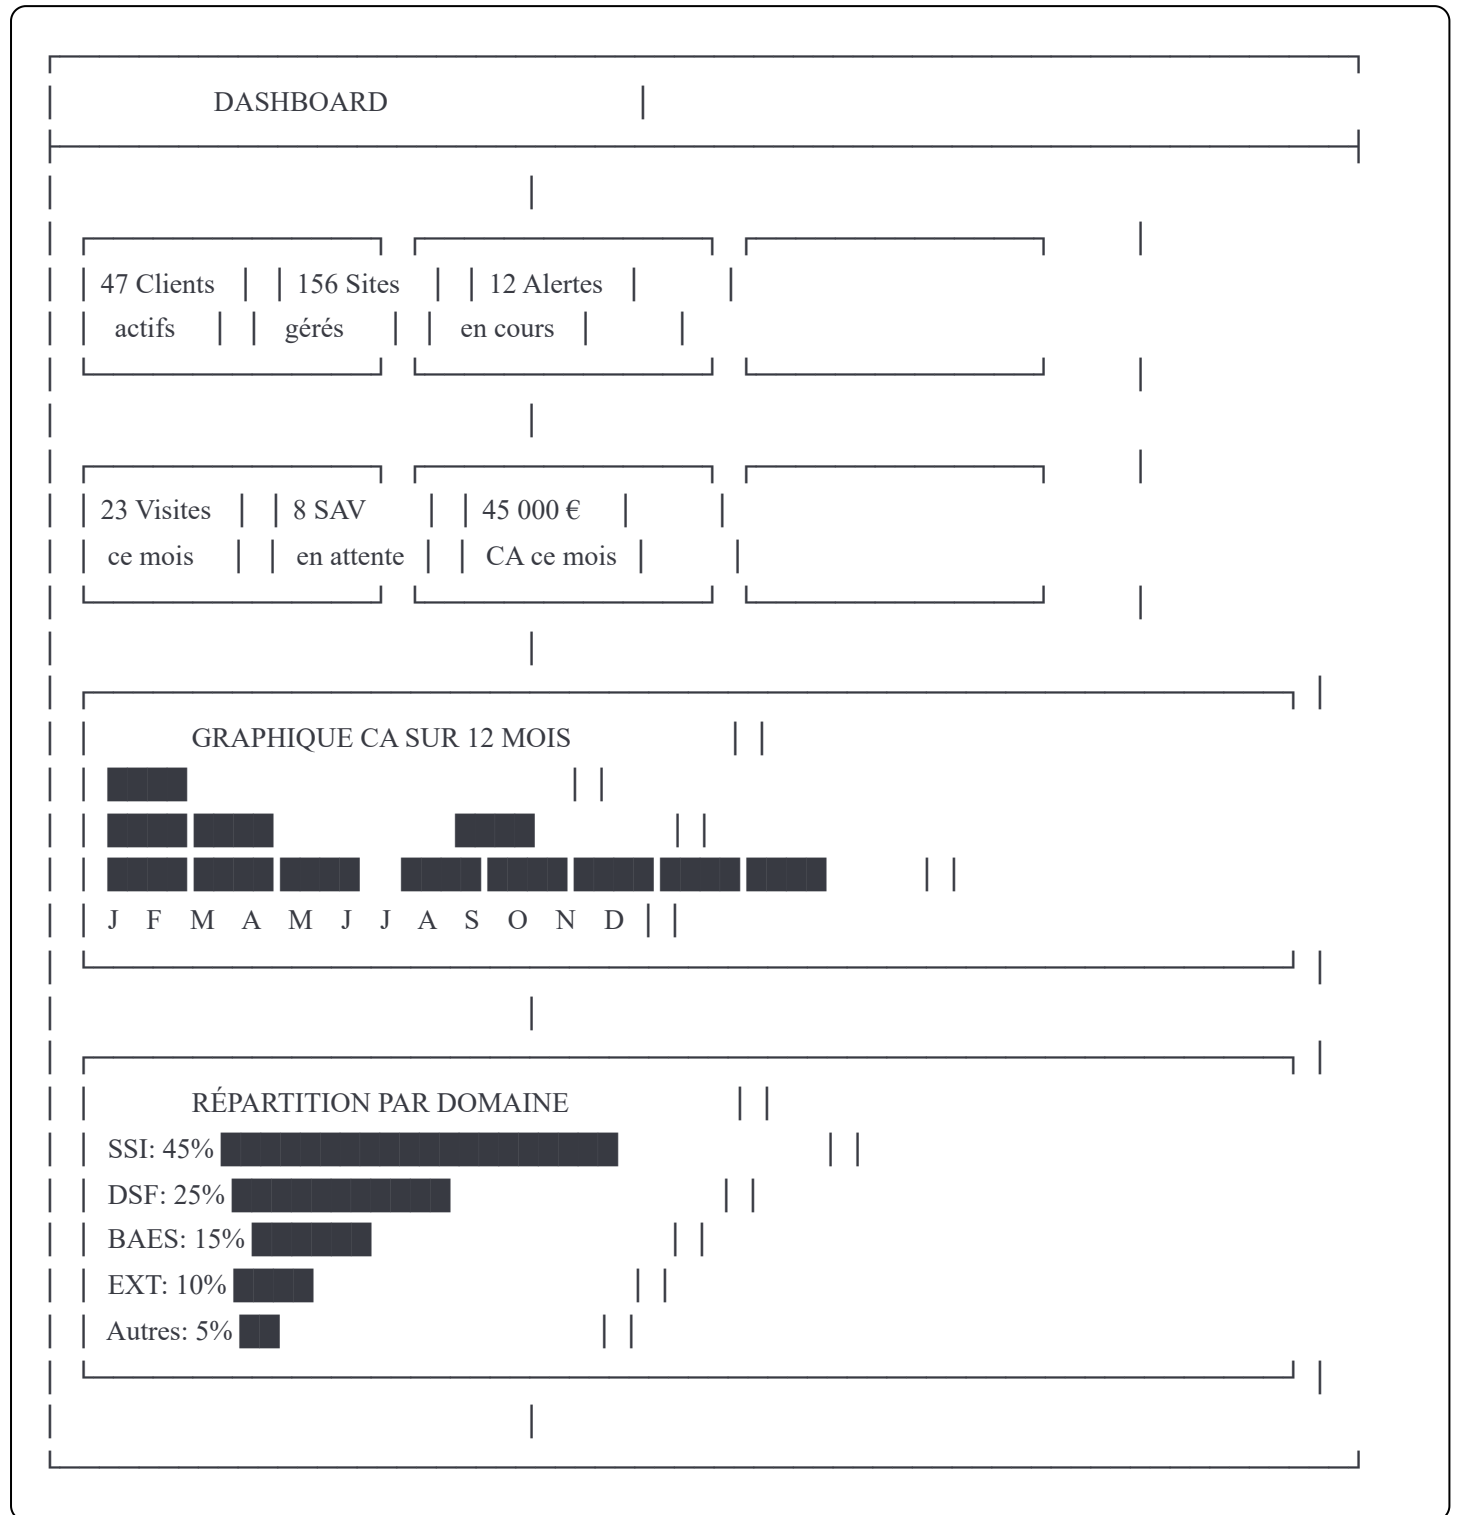 DASHBOARD
47 Clients 156 Sites 12 Alertes
actifs gérés en cours
23 Visites 8 SAV 45 000 €
ce mois en attente CA ce mois
GRAPHIQUE CA SUR 12 MOIS
J F M A M J J A S O N D
RÉPARTITION PAR DOMAINE
SSI: 45%
DSF: 25%
BAES: 15%
EXT: 10%
Autres: 5%